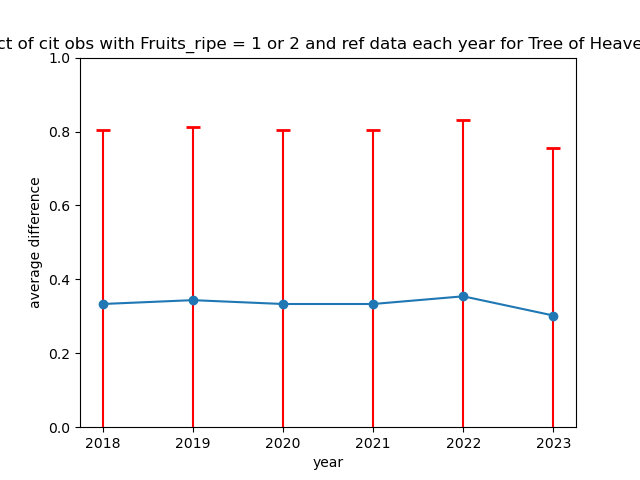 ct of cit obs with Fruits_ripe = 1 or 2 and ref data each year for Tree of Heave
1.0
0.8
0.6
0.4
0.2
0.0
average difference
2018 2019 2020 2021 2022 2023
year